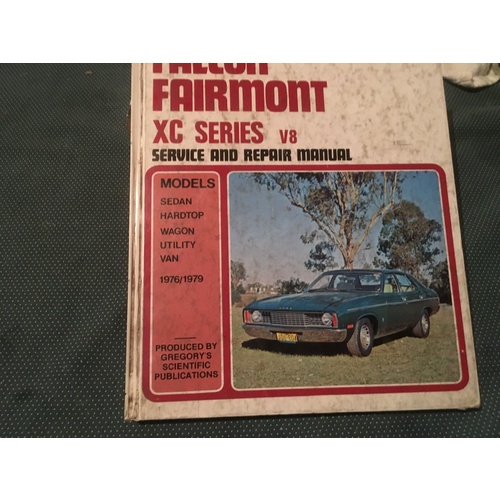 FALCON
FAIRMONT
XC SERIES V8
SERVICE AND REPAIR MANUAL
MODELS
SEDAN
HARDTOP
WAGON
UTILITY
VAN
1976/1979
PRODUCED BY
GREGORY'S
SCIENTIFIC
PUBLICATIONS